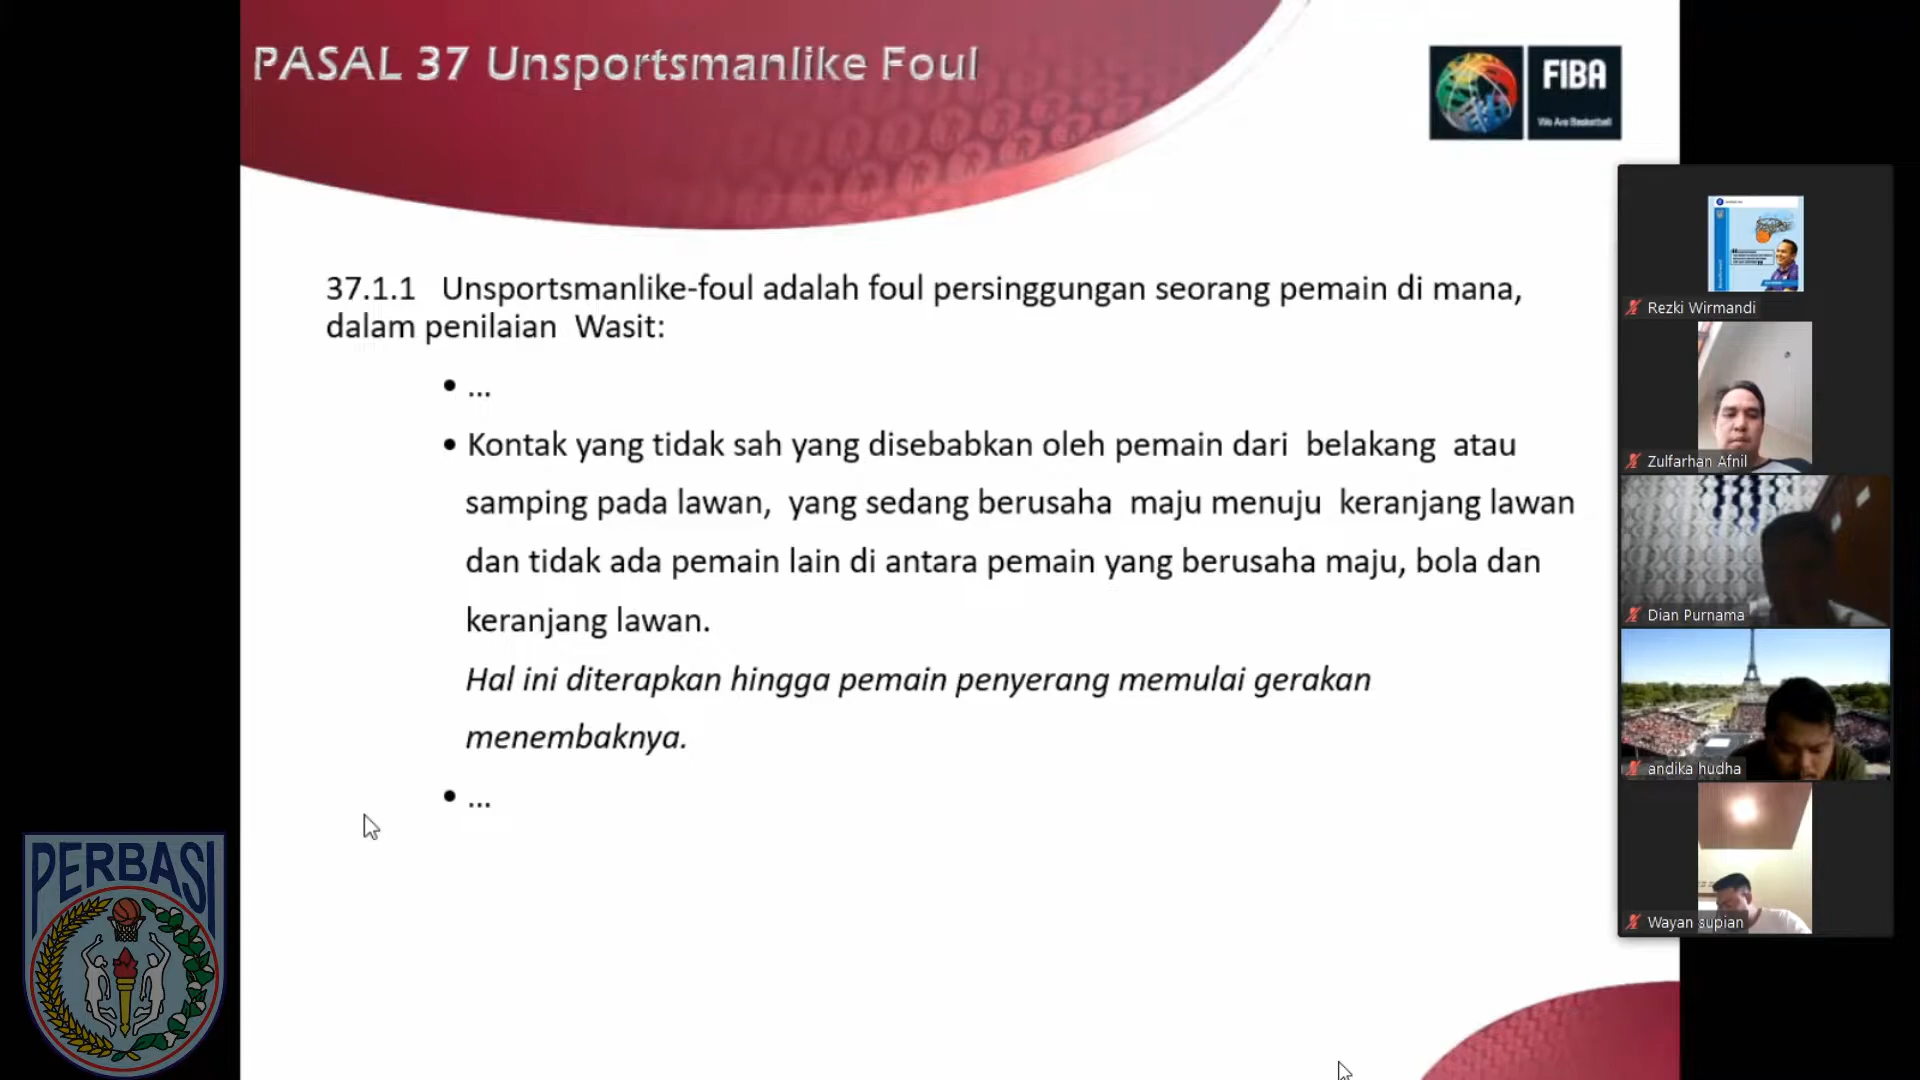 PASAL 37 Unsportsmanlike Foul
FIBA
We Are Basketball
37.1.1 Unsportsmanlike-foul adalah foul persinggungan seorang pemain di mana,
dalam penilaian Wasit:
• ...
• Kontak yang tidak sah yang disebabkan oleh pemain dari belakang atau
samping pada lawan, yang sedang berusaha maju menuju keranjang lawan
dan tidak ada pemain lain di antara pemain yang berusaha maju, bola dan
keranjang lawan.
Hal ini diterapkan hingga pemain penyerang memulai gerakan
menembaknya.
• ...
Rezki Wirmandi
Zulfarhan Afnil
Dian Purnama
andika hudha
Wayan supian
PERBASI